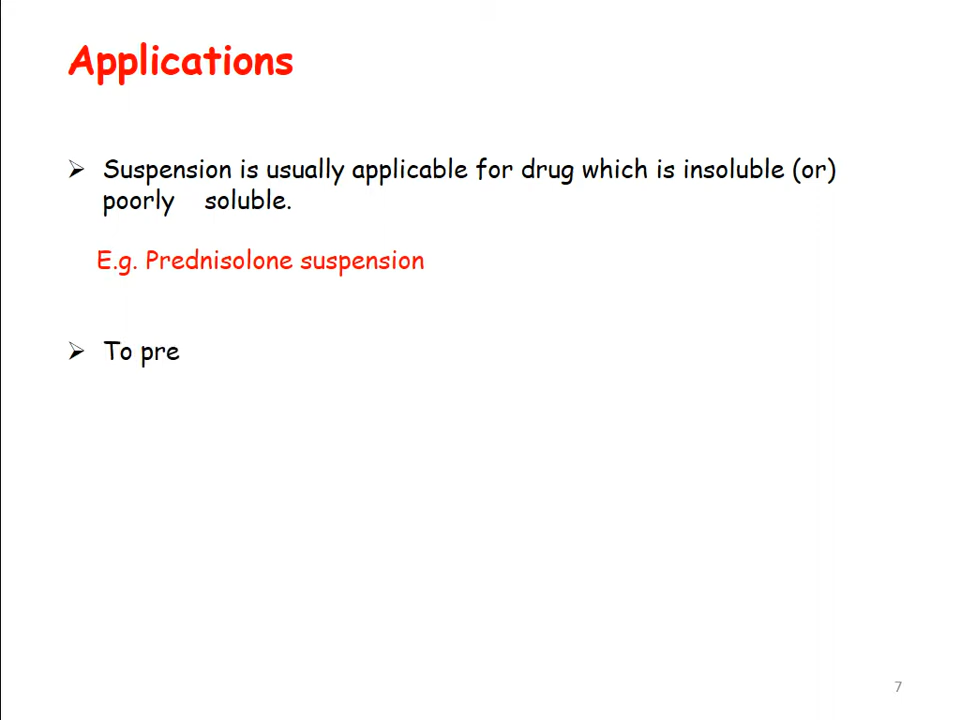 Applications
➢ Suspension is usually applicable for drug which is insoluble (or)
poorly soluble.
E.g. Prednisolone suspension
➢ To pre
7